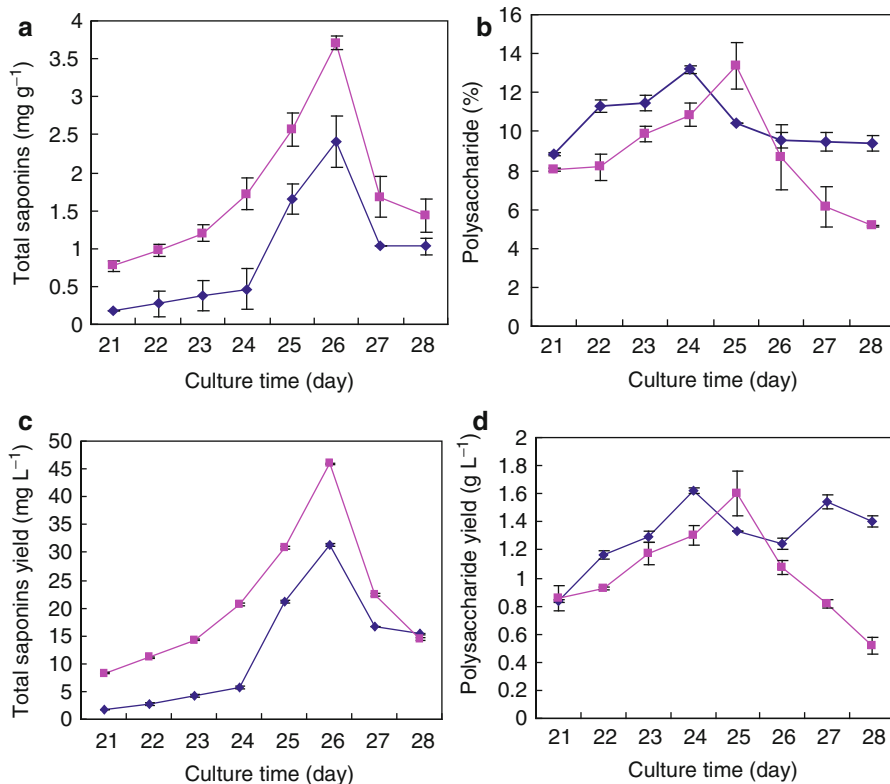 a
Total saponins (mg g⁻¹)
4
3.5
3
2.5
2
1.5
1
0.5
0
21 22 23 24 25 26 27 28
Culture time (day)
b
Polysaccharide (%)
16
14
12
10
8
6
4
2
0
21 22 23 24 25 26 27 28
Culture time (day)
c
Total saponins yield (mg L⁻¹)
50
45
40
35
30
25
20
15
10
5
0
21 22 23 24 25 26 27 28
Culture time (day)
d
Polysaccharide yield (g L⁻¹)
2
1.8
1.6
1.4
1.2
1
0.8
0.6
0.4
0.2
0
21 22 23 24 25 26 27 28
Culture time (day)